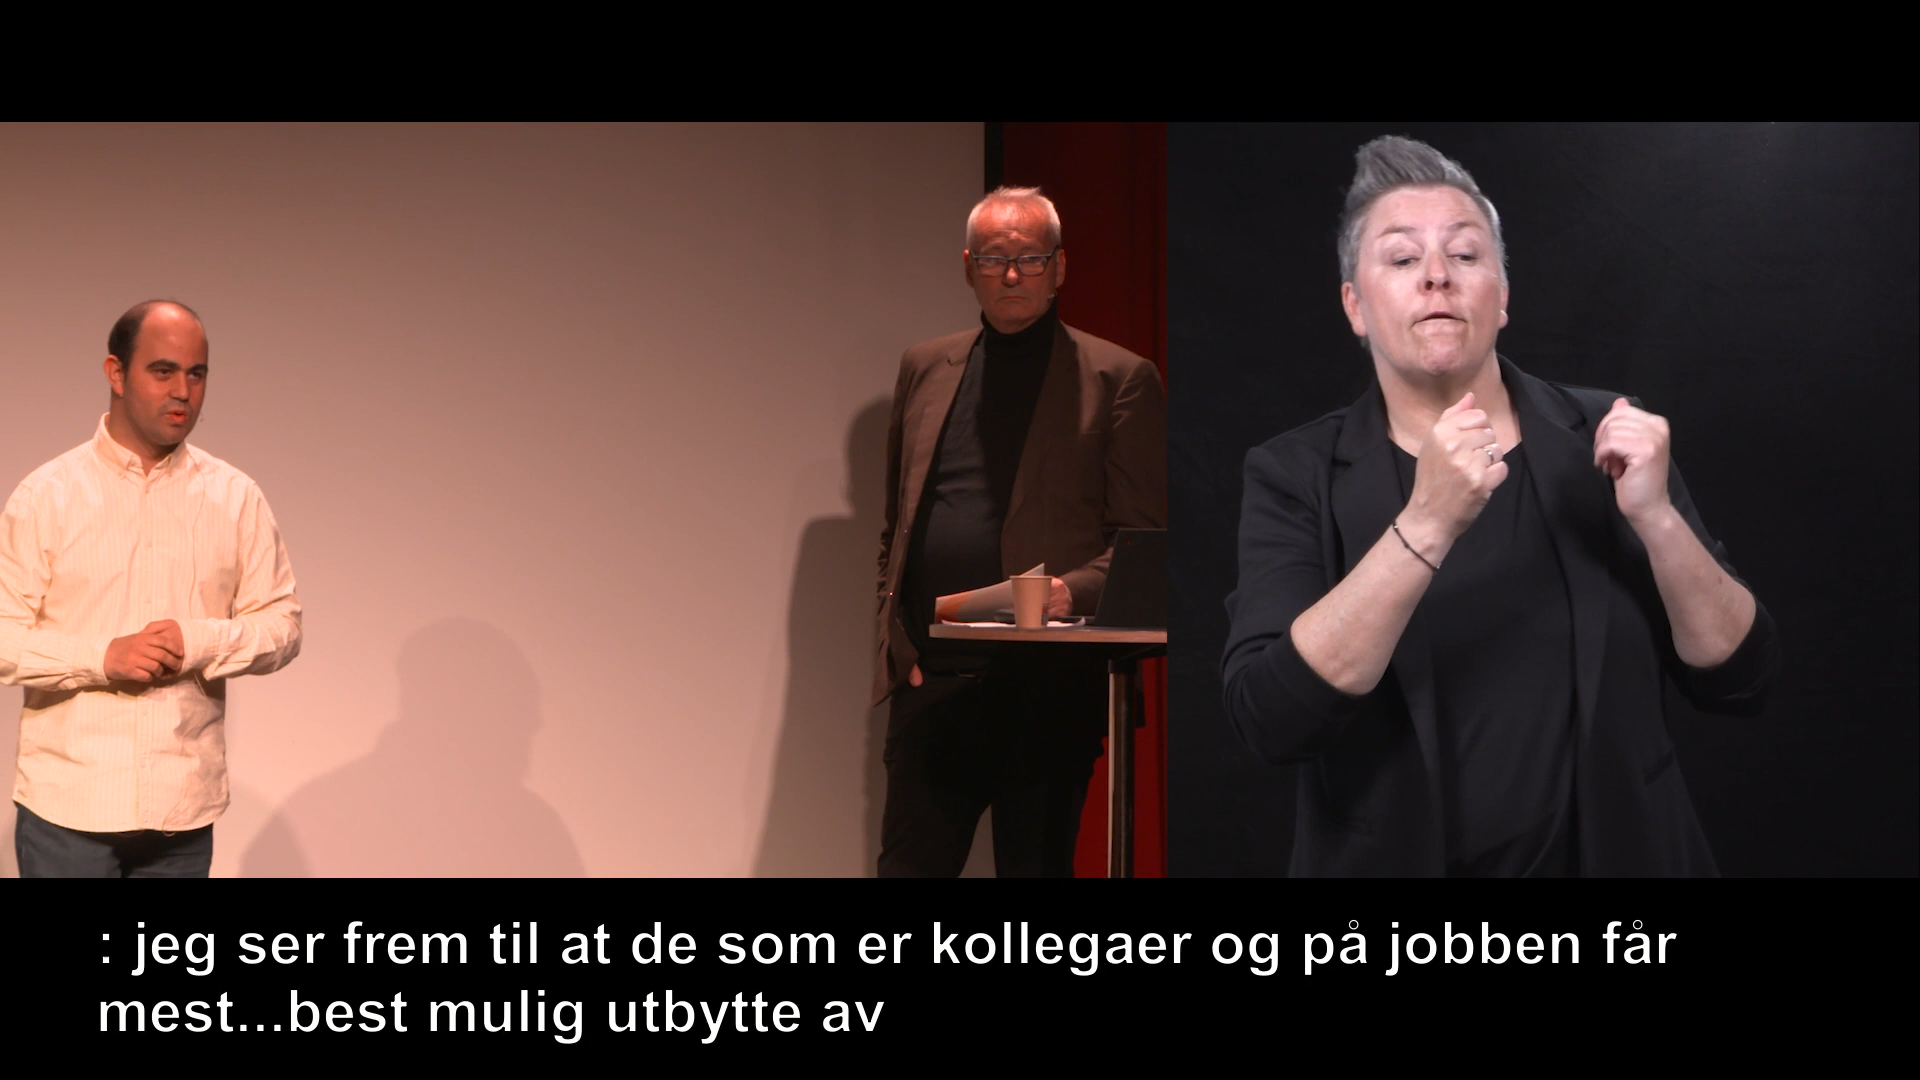 : jeg ser frem til at de som er kollegaer og på jobben får
mest...best mulig utbytte av